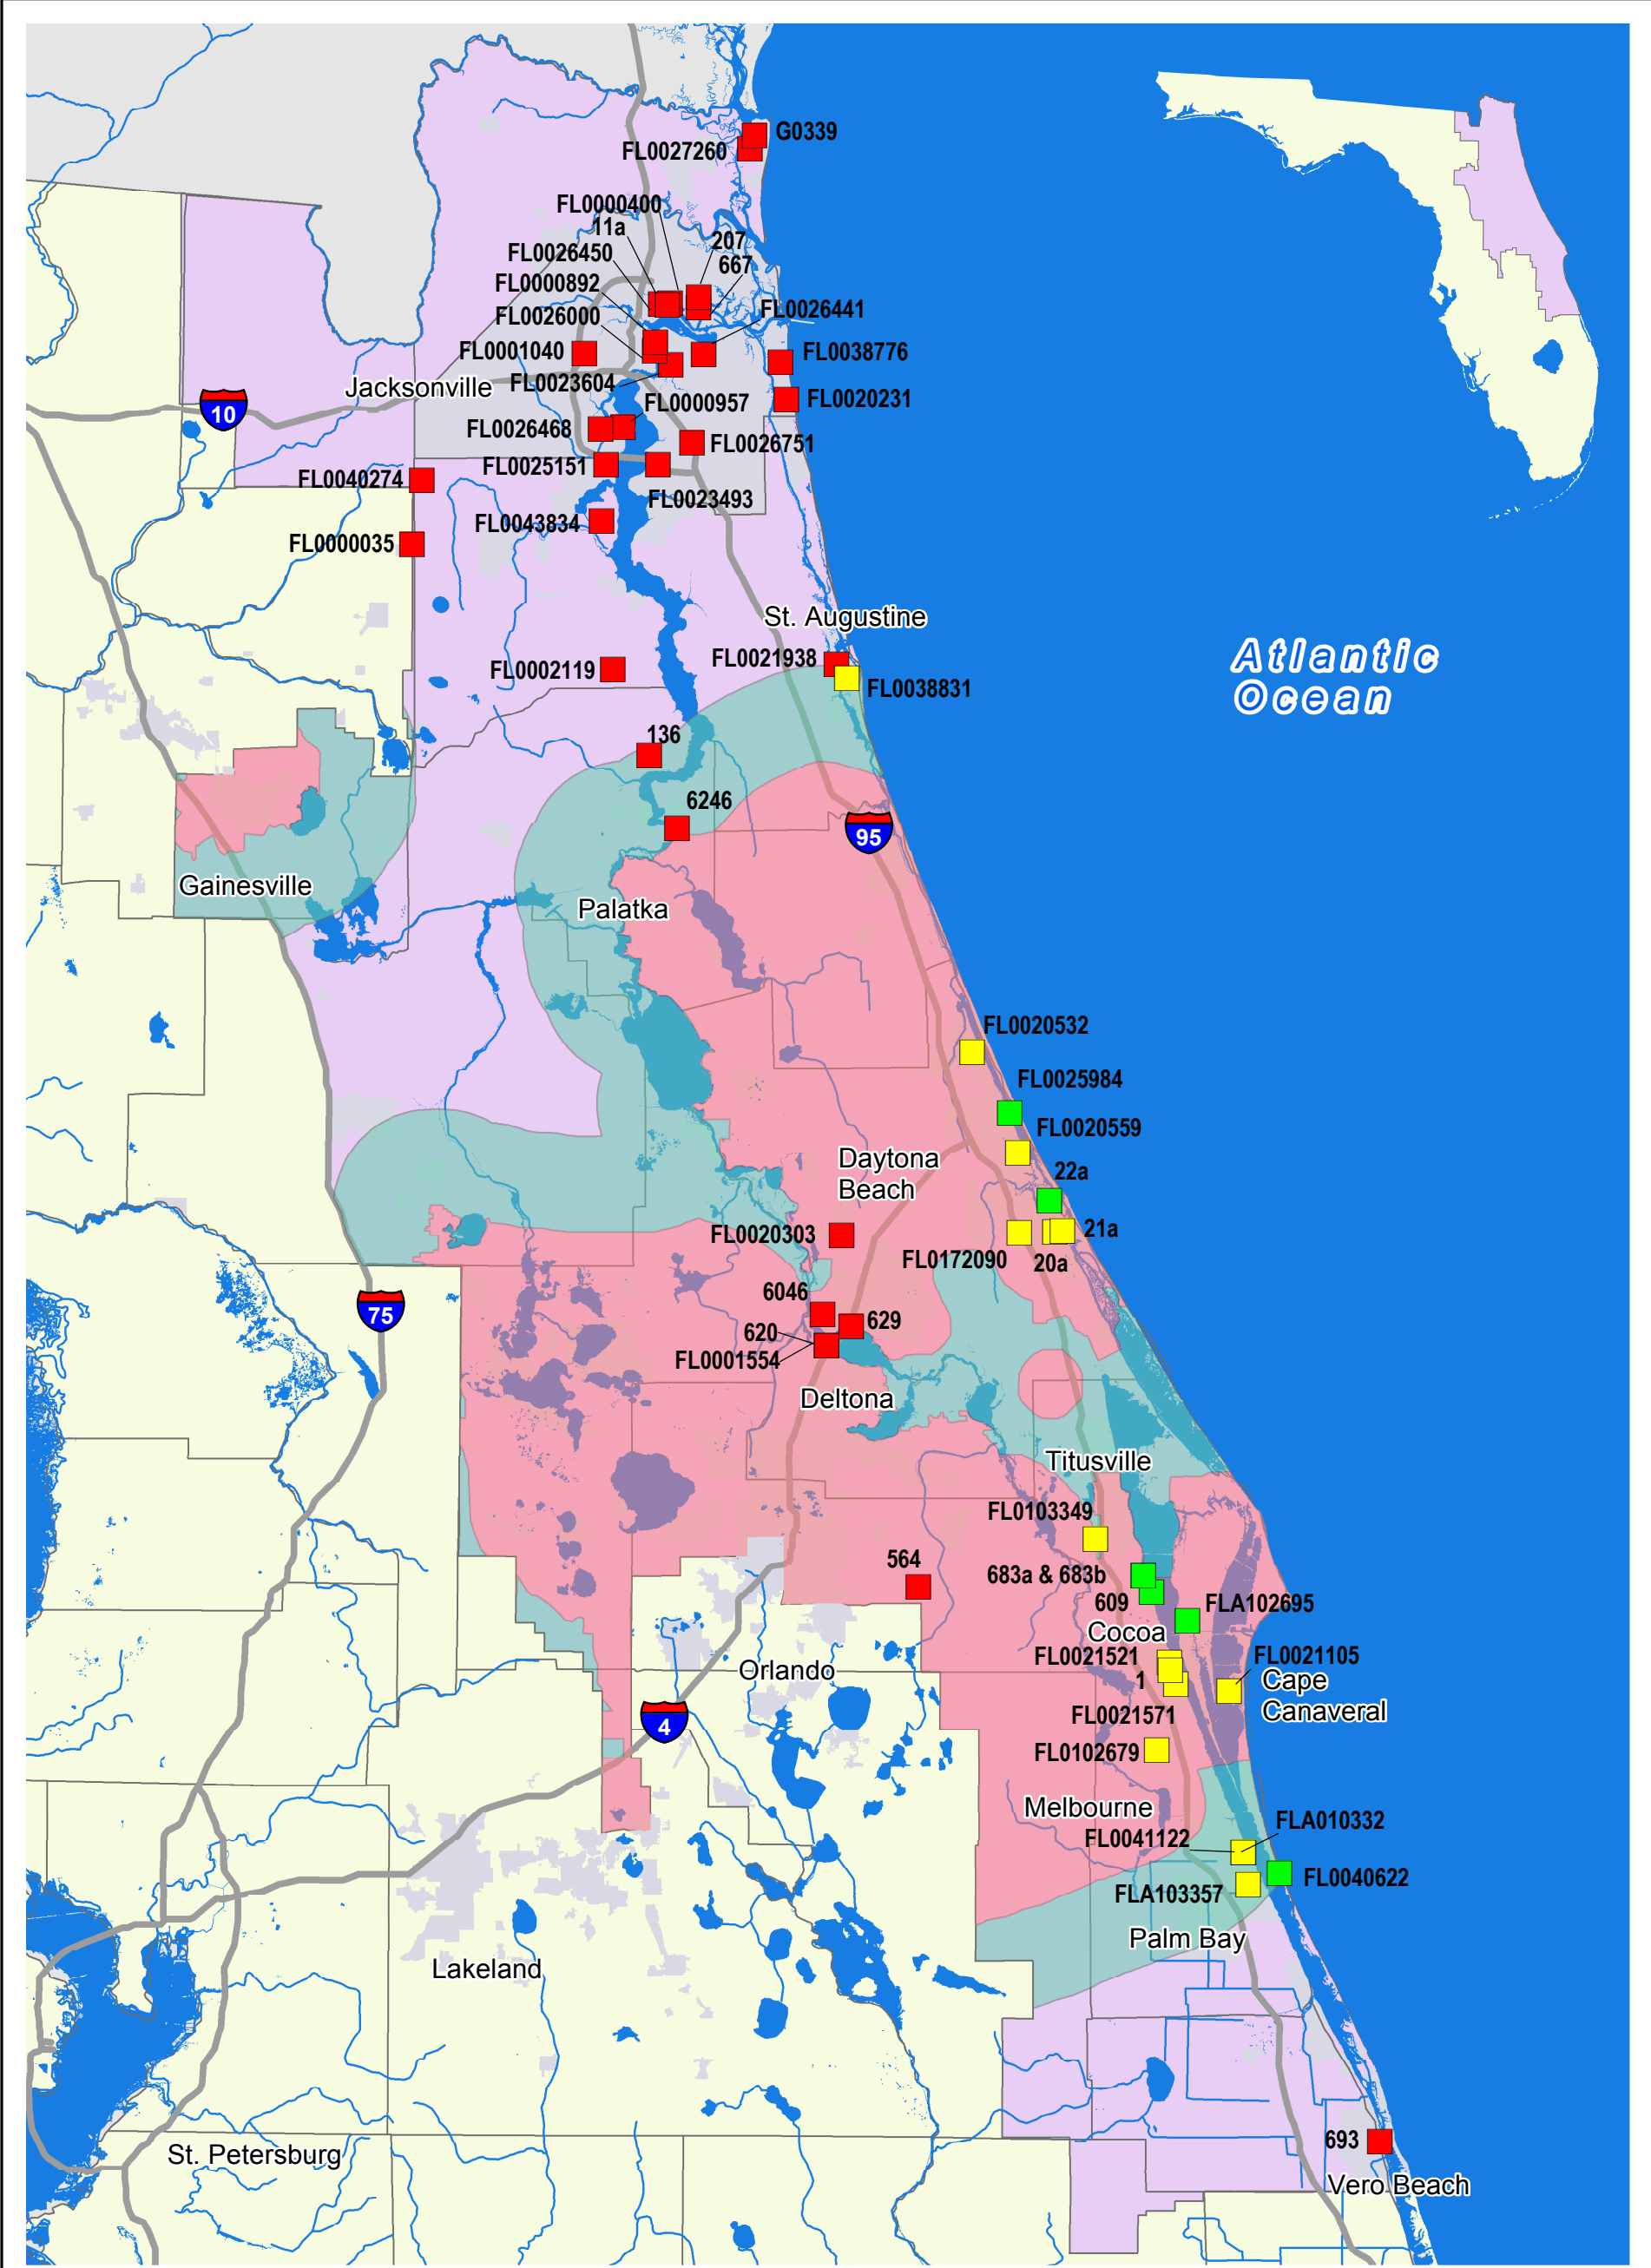 G0339
FL0027260
FL0000400
11a
207
FL0026450
667
FL0000892
FL0026441
FL0026000
FL0001040
FL0038776
Jacksonville
FL0023604
FL0020231
10
FL0000957
FL0026468
FL0026751
FL0025151
FL0040274
FL0023493
FL0043834
FL0000035
St. Augustine
Atlantic
Ocean
FL0021938
FL0002119
FL0038831
136
6246
95
Gainesville
Palatka
FL0020532
FL0025984
FL0020559
Daytona
Beach
22a
FL0020303
21a
FL0172090
20a
6046
75
629
620
FL0001554
Deltona
Titusville
FL0103349
564
683a & 683b
609
FLA102695
Cocoa
FL0021521
FL0021105
Orlando
1
Cape
Canaveral
4
FL0021571
FL0102679
Melbourne
FLA010332
FL0041122
FL0040622
FLA103357
Palm Bay
Lakeland
693
St. Petersburg
Vero Beach